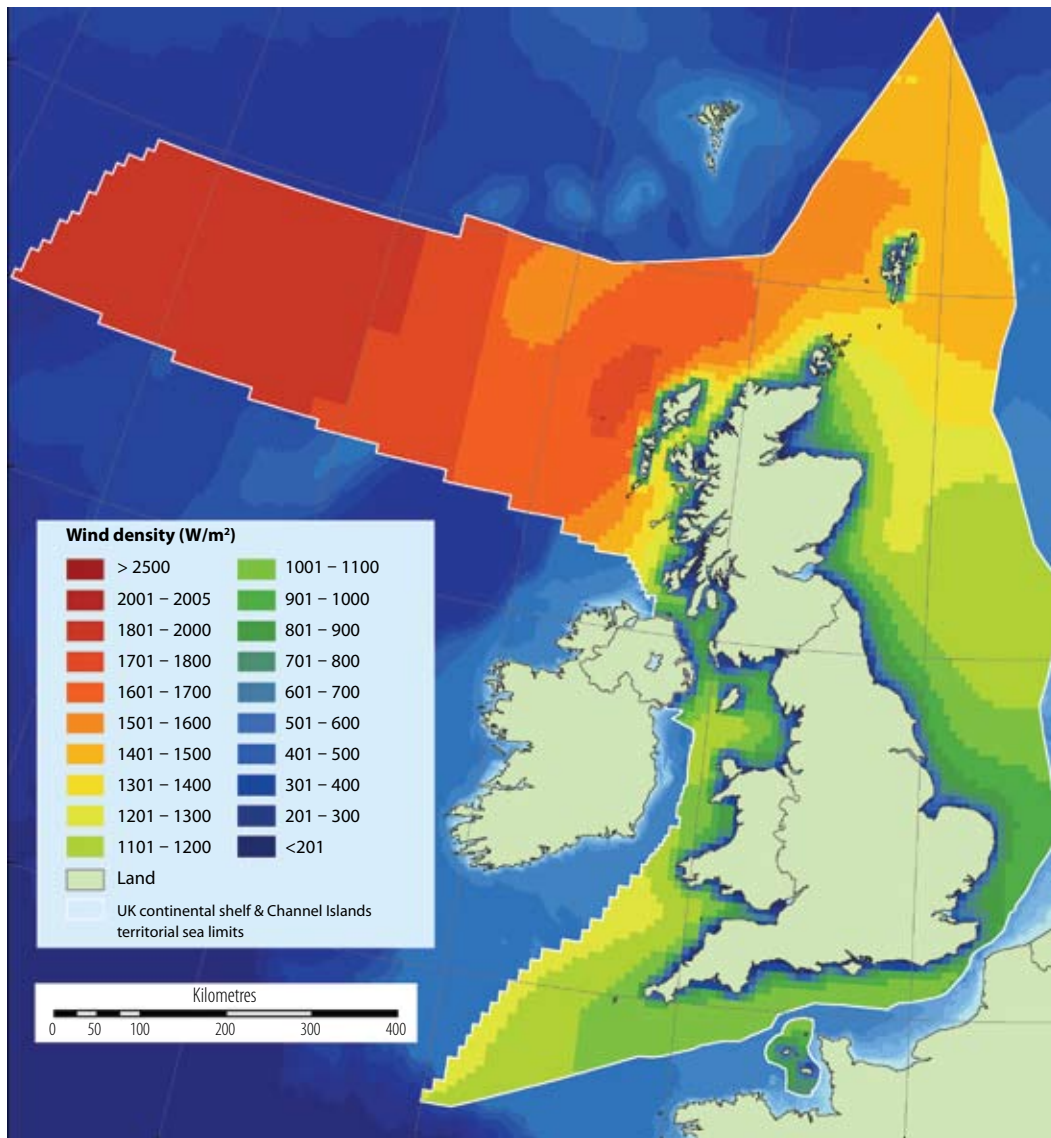 Wind density (W/m²)
> 2500
2001 – 2005
1801 – 2000
1701 – 1800
1601 – 1700
1501 – 1600
1401 – 1500
1301 – 1400
1201 – 1300
1101 – 1200
1001 – 1100
901 – 1000
801 – 900
701 – 800
601 – 700
501 – 600
401 – 500
301 – 400
201 – 300
<201
Land
UK continental shelf & Channel Islands
territorial sea limits
Kilometres
0 50 100 200 300 400